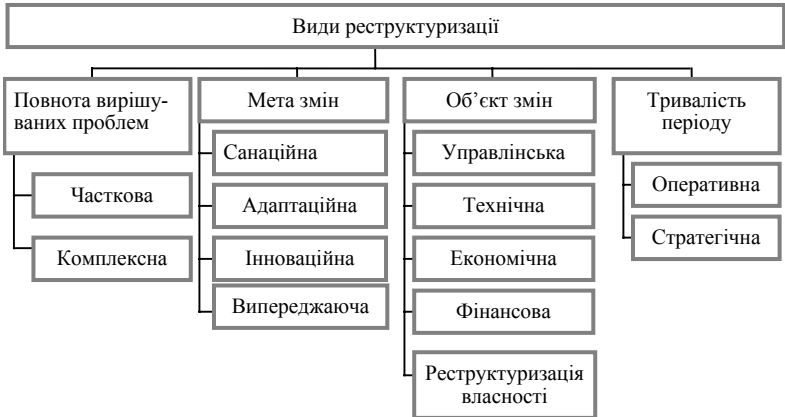 Види реструктуризації
Повнота вирішу-
ваних проблем
Часткова
Комплексна
Мета змін
Санаційна
Адаптаційна
Інноваційна
Випереджаюча
Об’єкт змін
Управлінська
Технічна
Економічна
Фінансова
Реструктуризація
власності
Тривалість
періоду
Оперативна
Стратегічна